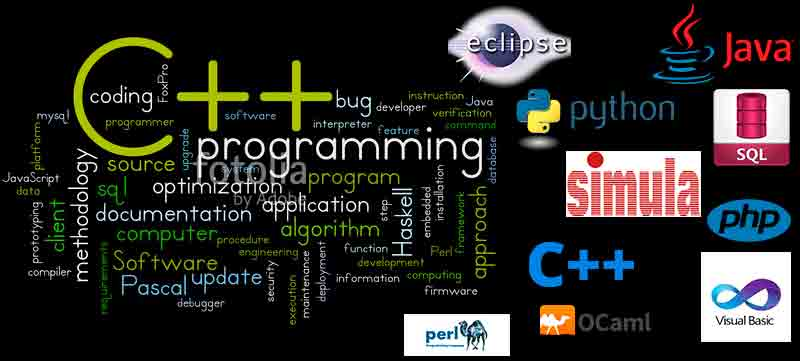 C++
coding
FoxPro
bug
developer
instruction
Java
verification
command
mysql
programmer
software
interpreter
feature
database
platform
upgrade
programming
methodology
source
system
fotolia
by Adobe
JavaScript
data
sql
optimization
program
prototyping
client
documentation
application
step
Haskell
embedded
installation
approach
framework
computer
procedure
algorithm
compiler
requirements
Software
engineering
function
Perl
development
Pascal
update
security
maintenance
deployment
information
computing
debugger
execution
firmware
eclipse
Java
python
SQL
simula
php
C++
Visual Basic
OCaml
perl